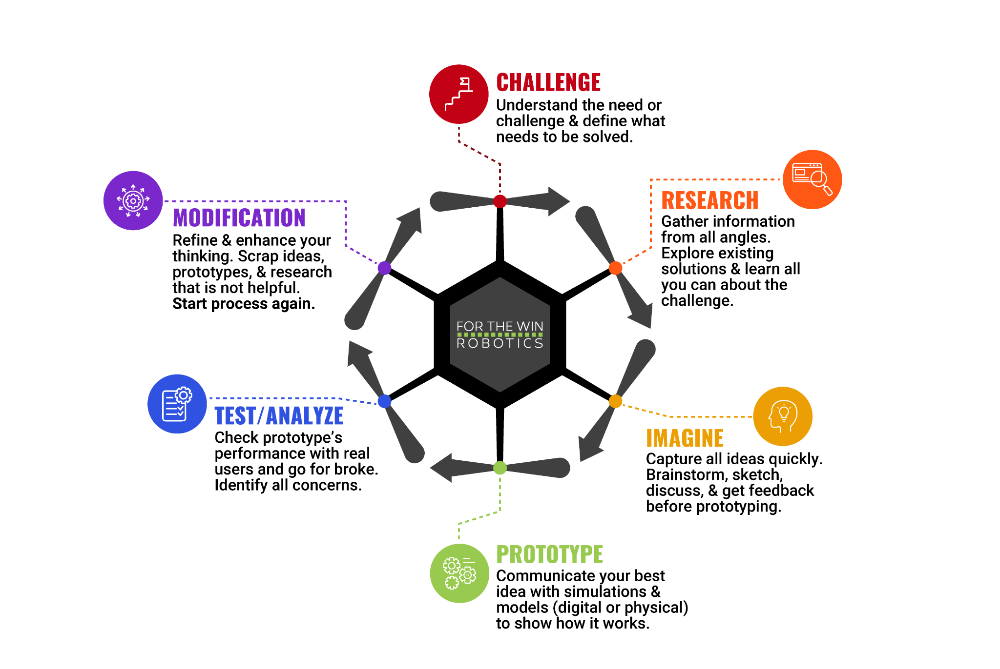 CHALLENGE
Understand the need or
challenge & define what
needs to be solved.
RESEARCH
Gather information
from all angles.
Explore existing
solutions & learn all
you can about the
challenge.
IMAGINE
Capture all ideas quickly.
Brainstorm, sketch,
discuss, & get feedback
before prototyping.
PROTOTYPE
Communicate your best
idea with simulations &
models (digital or physical)
to show how it works.
TEST/ANALYZE
Check prototype’s
performance with real
users and go for broke.
Identify all concerns.
MODIFICATION
Refine & enhance your
thinking. Scrap ideas,
prototypes, & research
that is not helpful.
Start process again.
FOR THE WIN
ROBOTICS